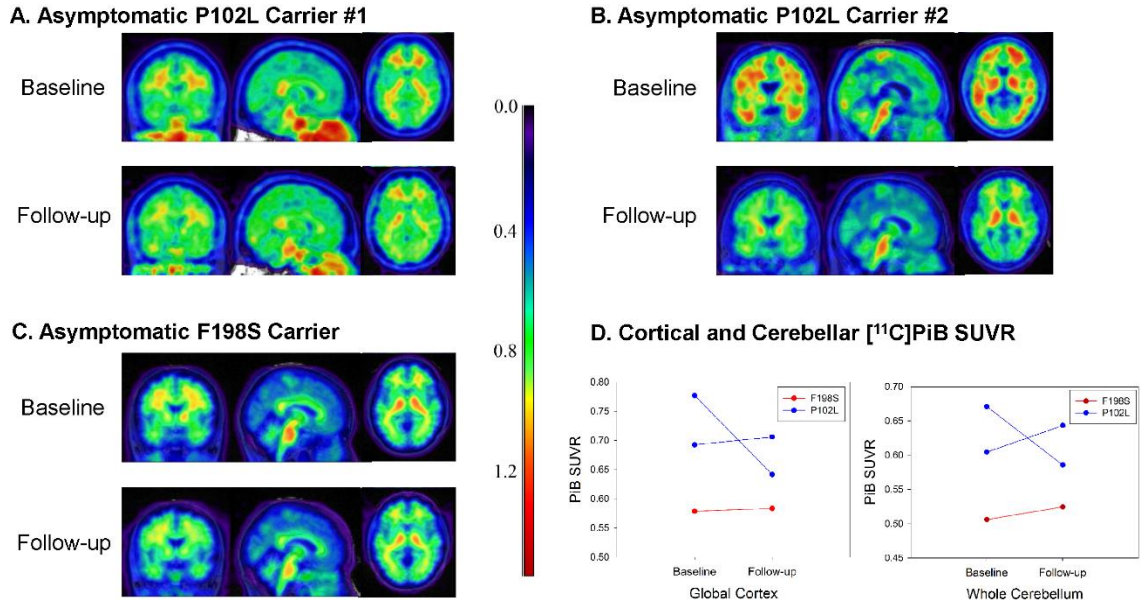 A. Asymptomatic P102L Carrier #1
Baseline
Follow-up
B. Asymptomatic P102L Carrier #2
Baseline
Follow-up
0.0
0.4
0.8
1.2
C. Asymptomatic F198S Carrier
Baseline
Follow-up
D. Cortical and Cerebellar [¹¹C]PiB SUVR
PiB SUVR
0.80
0.75
0.70
0.65
0.60
0.55
0.50
F198S
P102L
Baseline Follow-up
Global Cortex
PiB SUVR
0.70
0.65
0.60
0.55
0.50
0.45
F198S
P102L
Baseline Follow-up
Whole Cerebellum